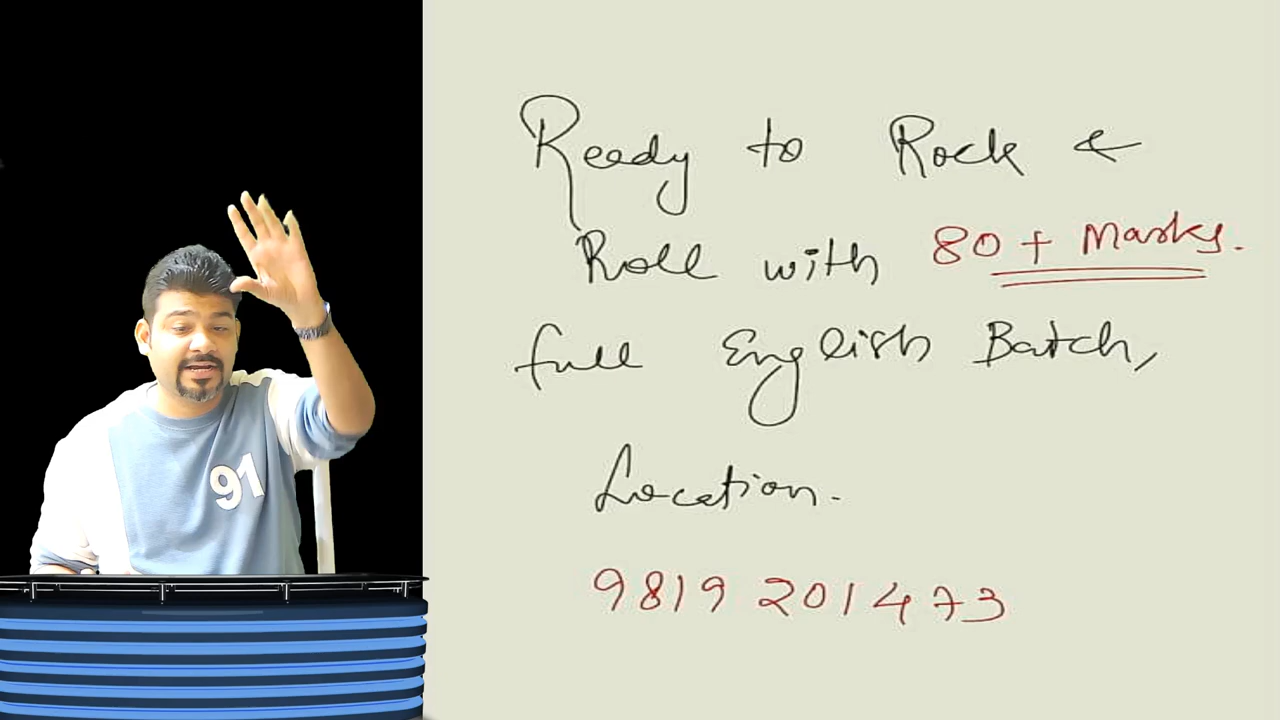 Ready to Rock &
Roll with 80 + Marks.
full English Batch,
Location.
9819 201473
91